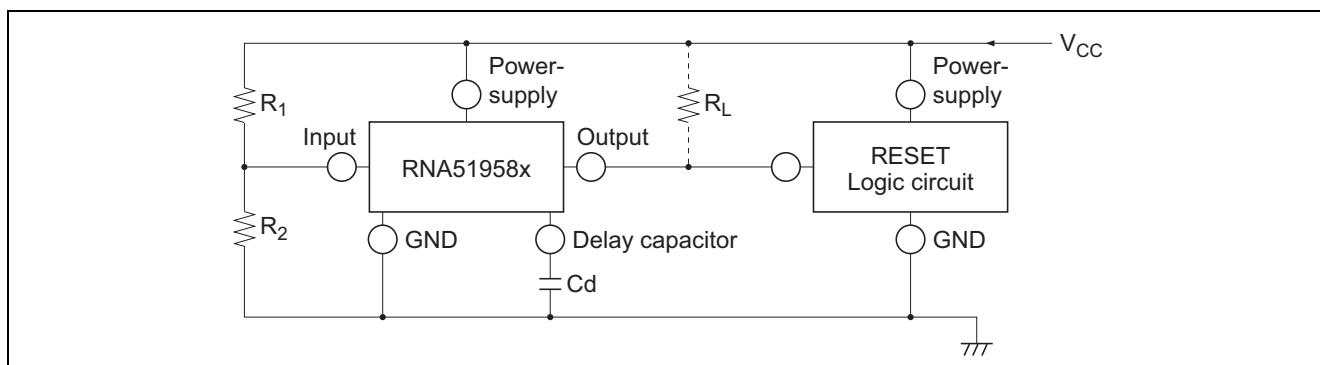 V_CC
Power-
supply
Power-
supply
R_1
R_L
Input
Output
RNA51958x
RESET
Logic circuit
R_2
GND
Delay capacitor
GND
Cd